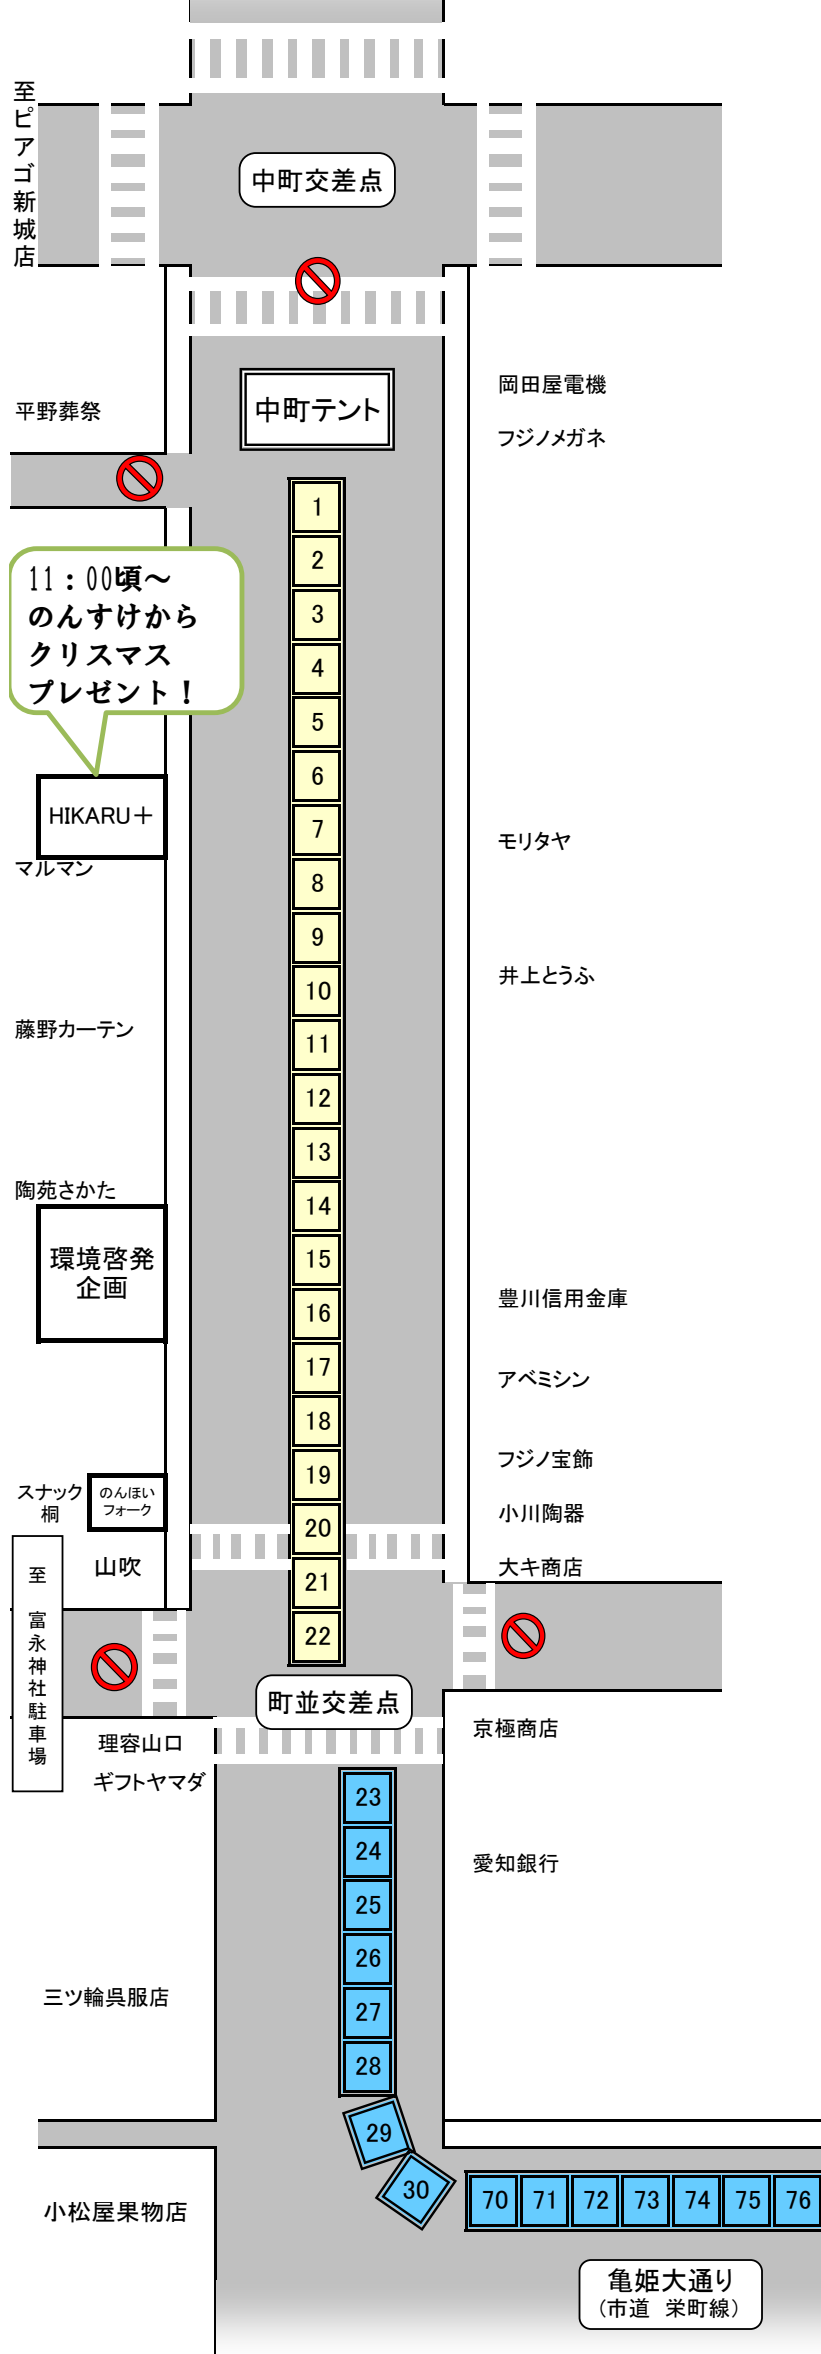 至ピアゴ新城店
中町交差点
中町テント
岡田屋電機
平野葬祭
フジノメガネ
1
2
3
4
5
6
7
8
9
10
11
12
13
14
15
16
17
18
19
20
21
22
11：00頃～
のんすけから
クリスマス
プレゼント！
HIKARU＋
マルマン
モリタヤ
井上とうふ
藤野カーテン
陶苑さかた
環境啓発
企画
豊川信用金庫
アベミシン
フジノ宝飾
スナック
桐
のんほい
フォーク
小川陶器
山吹
大キ商店
至　富永神社駐車場
町並交差点
理容山口
京極商店
ギフトヤマダ
23
24
25
26
27
28
29
30
愛知銀行
三ツ輪呉服店
小松屋果物店
70 71 72 73 74 75 76
亀姫大通り
(市道　栄町線)